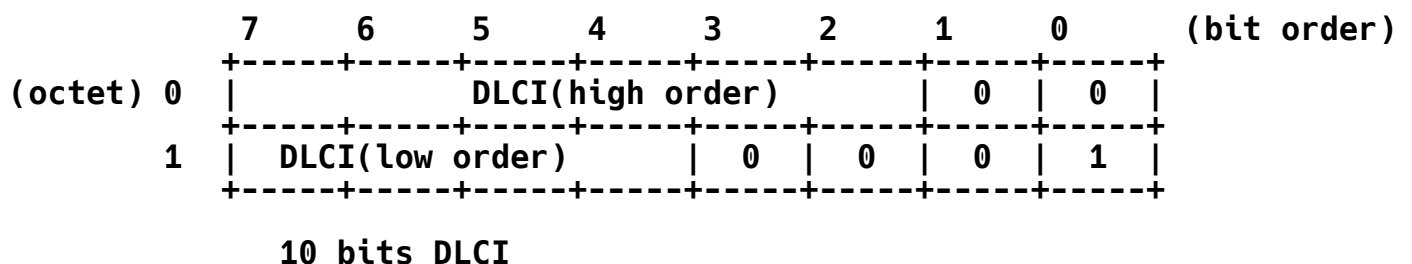 7 6 5 4 3 2 1 0 (bit order)
+-----+-----+-----+-----+-----+-----+-----+-----+
(octet) 0 | DLCI(high order) | 0 | 0 |
+-----+-----+-----+-----+-----+-----+-----+-----+
1 | DLCI(low order) | 0 | 0 | 0 | 1 |
+-----+-----+-----+-----+-----+-----+-----+-----+
10 bits DLCI